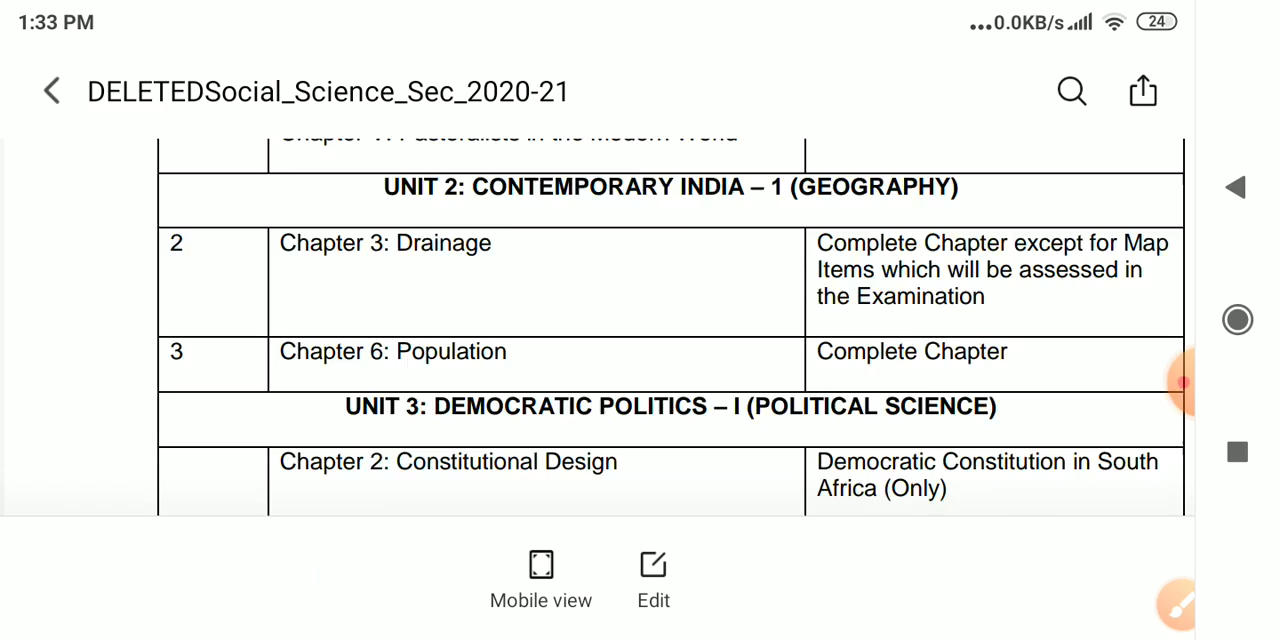 1:33 PM
...0.0KB/s
24
DELETEDSocial_Science_Sec_2020-21
Modern World
UNIT 2: CONTEMPORARY INDIA – 1 (GEOGRAPHY)
2 Chapter 3: Drainage Complete Chapter except for Map
Items which will be assessed in
the Examination
3 Chapter 6: Population Complete Chapter
UNIT 3: DEMOCRATIC POLITICS – I (POLITICAL SCIENCE)
Chapter 2: Constitutional Design Democratic Constitution in South
Africa (Only)
Mobile view Edit